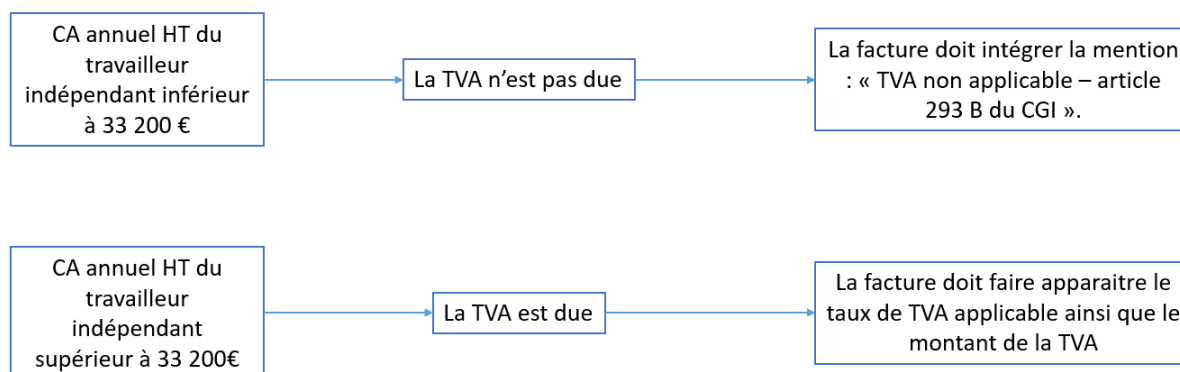 CA annuel HT du
travailleur
indépendant inférieur
à 33 200 €
La TVA n’est pas due
La facture doit intégrer la mention
: « TVA non applicable – article
293 B du CGI ».
CA annuel HT du
travailleur
indépendant
supérieur à 33 200€
La TVA est due
La facture doit faire apparaitre le
taux de TVA applicable ainsi que le
montant de la TVA